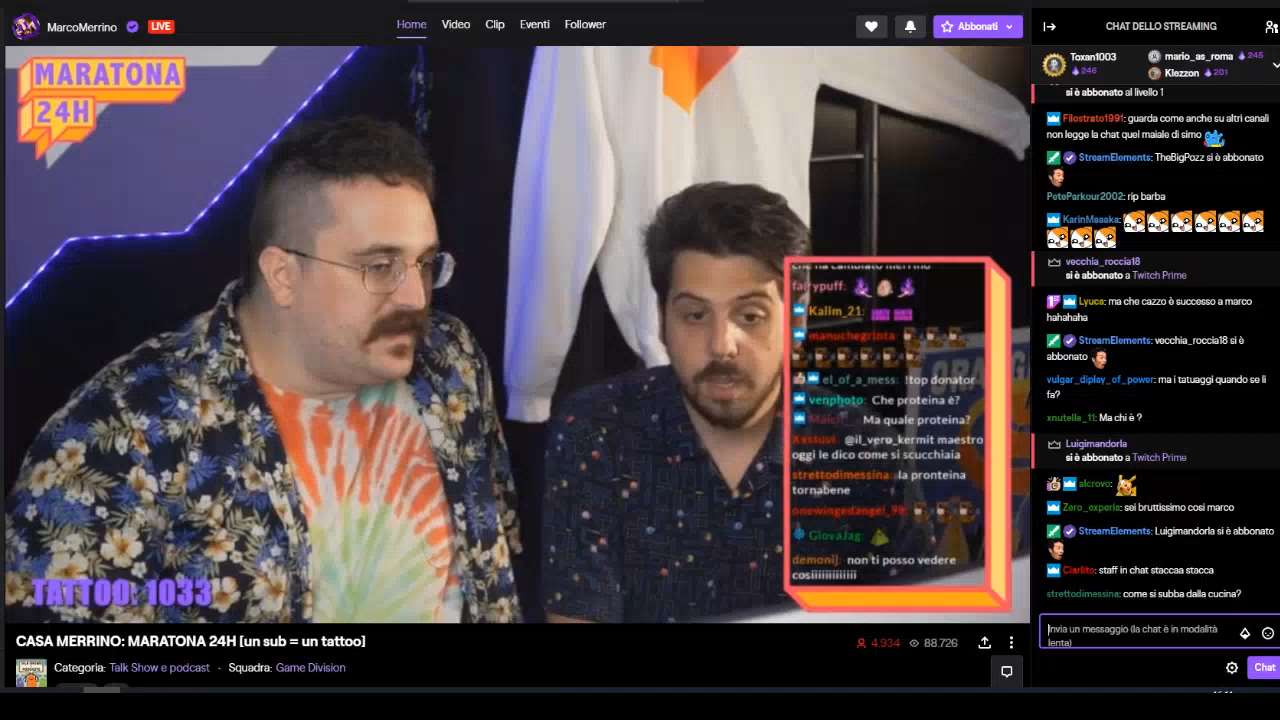 MarcoMerrino
LIVE
Home
Video
Clip
Eventi
Follower
Abbonati
MARATONA
24H
TATTOO: 1033
fairypuff:
Kalim_21:
manuchegrinta
el_of_a_mess: !top donator
venphoto: Che proteina è?
Ma quale proteina?
Xxstuvi: @il_vero_kermit maestro
oggi le dico come si scucchiaia
strettodimessina: la pronteina
tornabene
onewingedangel_98:
GiovaJag:
demonij: non ti posso vedere
cosiiiiiiiiiiiii
CASA MERRINO: MARATONA 24H [un sub = un tattoo]
4.934
88.726
Categoria: Talk Show e podcast · Squadra: Game Division
CHAT DELLO STREAMING
Toxan1003
246
mario_as_roma 245
Klezzon 201
si è abbonato al livello 1
Filostrato1991: guarda come anche su altri canali
non legge la chat quel maiale di simo
StreamElements: TheBigPozz si è abbonato
PeteParkour2002: rip barba
KarinMaaaka:
vecchia_roccia18
si è abbonato a Twitch Prime
Lyuca: ma che cazzo è successo a marco
hahahaha
StreamElements: vecchia_roccia18 si è
abbonato
vulgar_diplay_of_power: ma i tatuaggi quando se li
fa?
xnutella_11: Ma chi è ?
Luigimandorla
si è abbonato a Twitch Prime
alcrovo:
Zero_experia: sei bruttissimo cosi marco
StreamElements: Luigimandorla si è abbonato
Ciarlito: staff in chat staccaa stacca
strettodimessina: come si subba dalla cucina?
Invia un messaggio (la chat è in modalità
lenta)
Chat